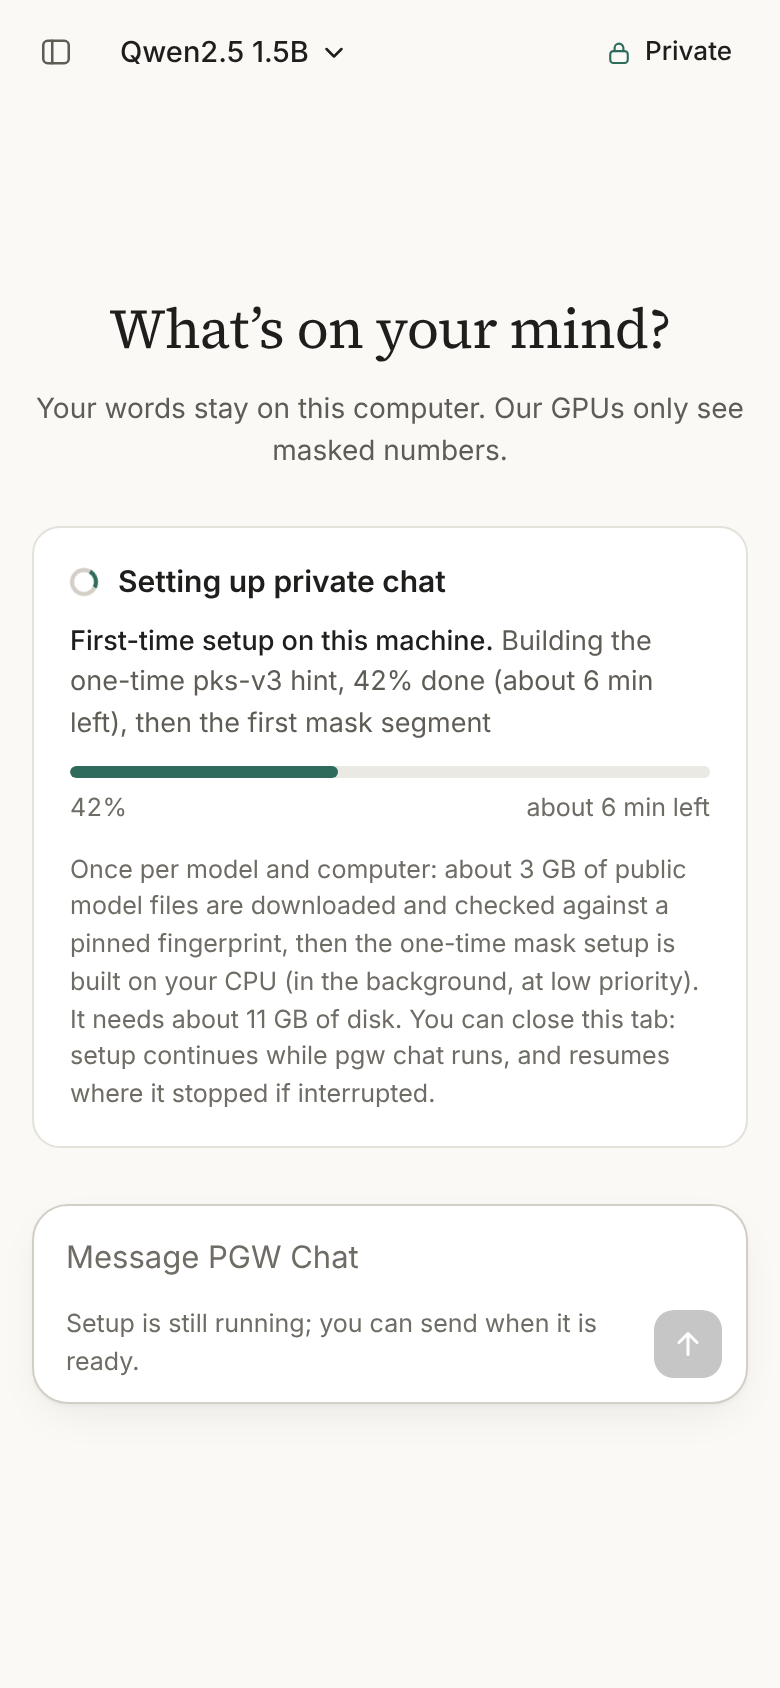 Qwen2.5 1.5B
Private
What’s on your mind?
Your words stay on this computer. Our GPUs only see
masked numbers.
Setting up private chat
First-time setup on this machine. Building the
one-time pks-v3 hint, 42% done (about 6 min
left), then the first mask segment
42%
about 6 min left
Once per model and computer: about 3 GB of public
model files are downloaded and checked against a
pinned fingerprint, then the one-time mask setup is
built on your CPU (in the background, at low priority).
It needs about 11 GB of disk. You can close this tab:
setup continues while pgw chat runs, and resumes
where it stopped if interrupted.
Message PGW Chat
Setup is still running; you can send when it is
ready.